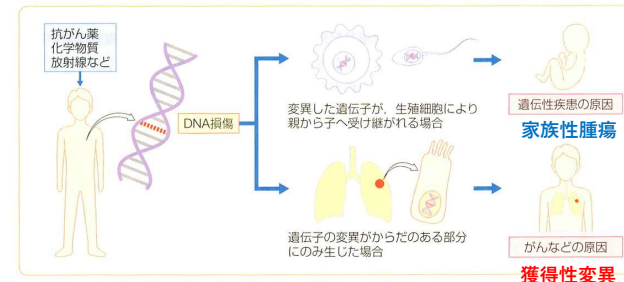 抗がん薬
化学物質
放射線など
DNA損傷
変異した遺伝子が，生殖細胞により
親から子へ受け継がれる場合
遺伝性疾患の原因
家族性腫瘍
遺伝子の変異がからだのある部分
にのみ生じた場合
がんなどの原因
獲得性変異